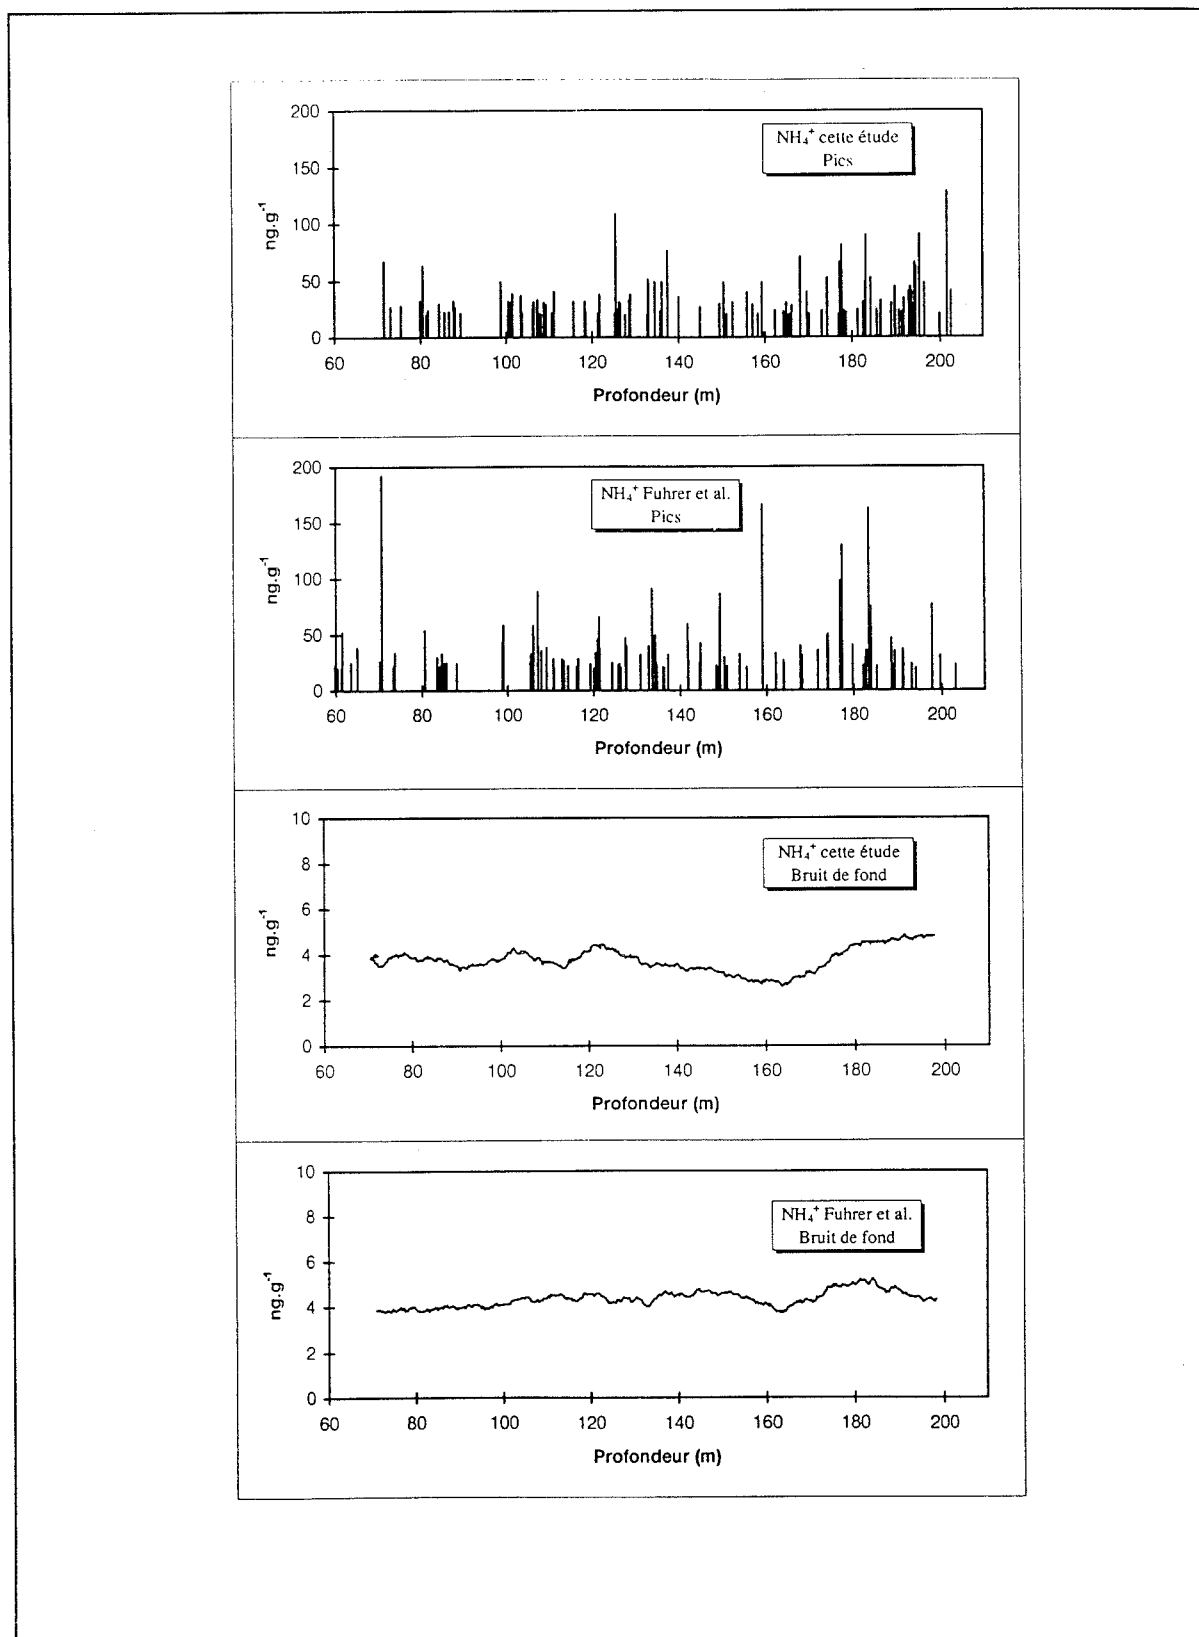 200
NH₄⁺ cette étude
Pics
150
100
50
0
ng.g⁻¹
60 80 100 120 140 160 180 200
Profondeur (m)
200
NH₄⁺ Fuhrer et al.
Pics
150
100
50
0
ng.g⁻¹
60 80 100 120 140 160 180 200
Profondeur (m)
10
NH₄⁺ cette étude
Bruit de fond
8
6
4
2
0
ng.g⁻¹
60 80 100 120 140 160 180 200
Profondeur (m)
10
NH₄⁺ Fuhrer et al.
Bruit de fond
8
6
4
2
0
ng.g⁻¹
60 80 100 120 140 160 180 200
Profondeur (m)